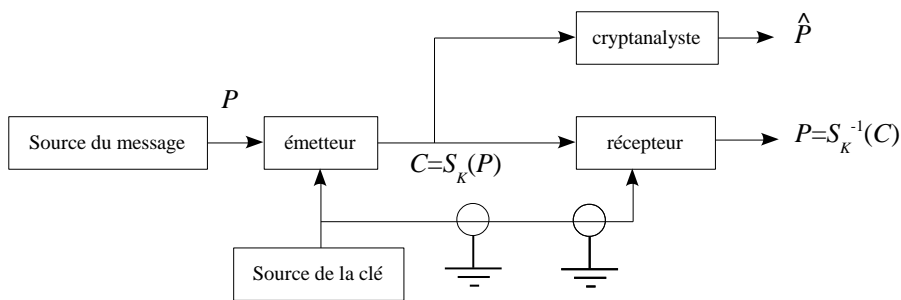 cryptanalyste
P̂
P
Source du message
émetteur
récepteur
P=S_K^{-1}(C)
C=S_K(P)
Source de la clé